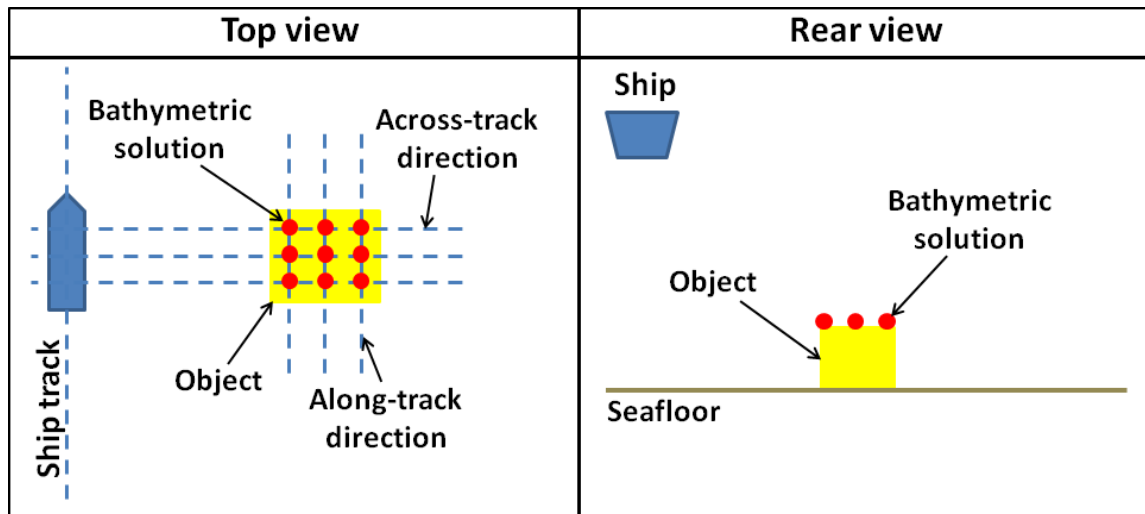 Top view
Rear view
Bathymetric
solution
Across-track
direction
Object
Along-track
direction
Ship track
Ship
Bathymetric
solution
Object
Seafloor